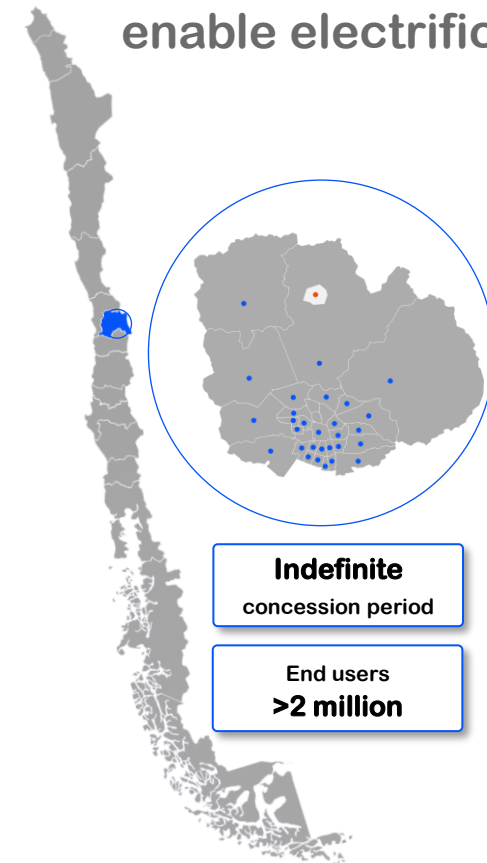 enable electrific
Indefinite
concession period
End users
>2 million